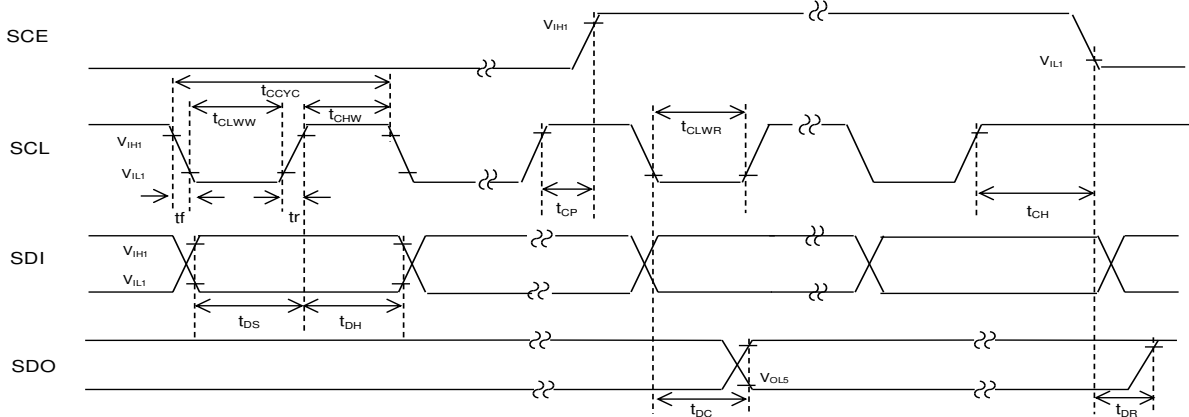 SCE
VIH1
VIL1
tCCYC
tCLWW
tCHW
tCLWR
SCL
VIH1
VIL1
tf
tr
tCP
tCH
SDI
VIH1
VIL1
tDS
tDH
SDO
VOL5
tDC
tDR